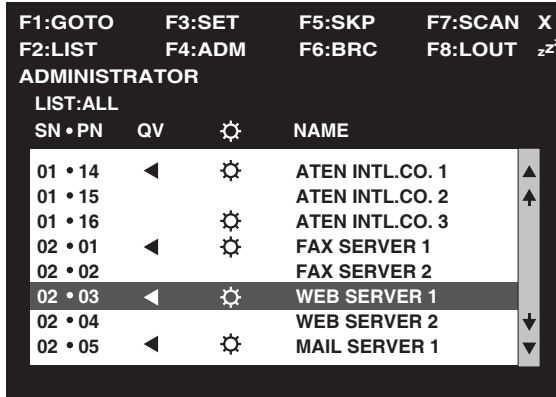 F1:GOTO F3:SET F5:SKP F7:SCAN X
F2:LIST F4:ADM F6:BRC F8:LOUT zzz
ADMINISTRATOR
LIST:ALL
SN•PN QV NAME
01•14 ATEN INTL.CO. 1
01•15 ATEN INTL.CO. 2
01•16 ATEN INTL.CO. 3
02•01 FAX SERVER 1
02•02 FAX SERVER 2
02•03 WEB SERVER 1
02•04 WEB SERVER 2
02•05 MAIL SERVER 1